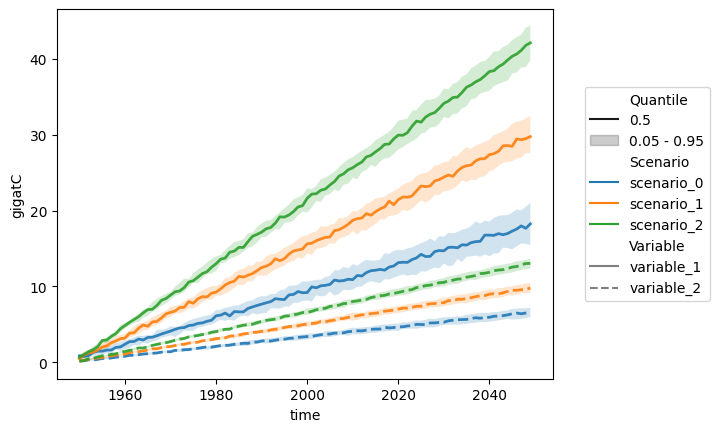 40
30
20
10
0
gigatC
1960
1980
2000
2020
2040
time
Quantile
0.5
0.05 - 0.95
Scenario
scenario_0
scenario_1
scenario_2
Variable
variable_1
variable_2